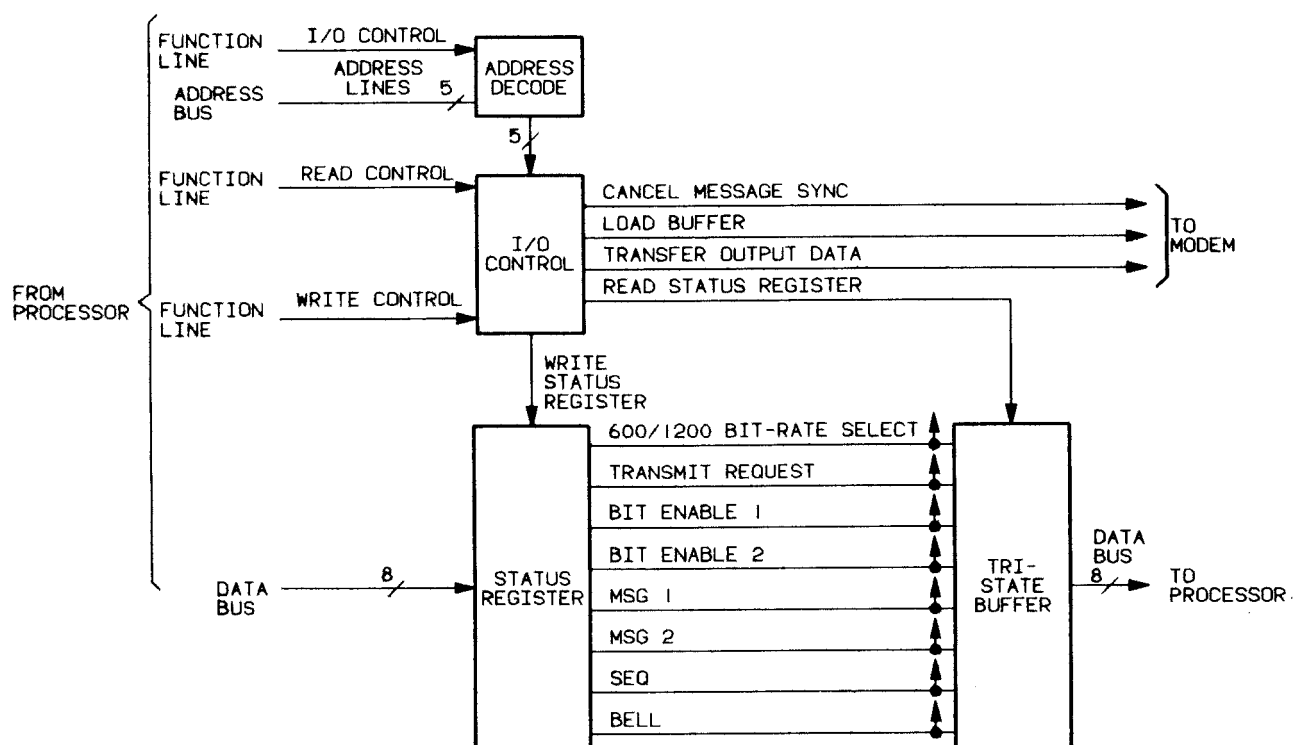 FUNCTION
LINE
I/O CONTROL
ADDRESS
BUS
ADDRESS
LINES
5
ADDRESS
DECODE
5
FUNCTION
LINE
READ CONTROL
I/O
CONTROL
CANCEL MESSAGE SYNC
LOAD BUFFER
TRANSFER OUTPUT DATA
READ STATUS REGISTER
TO
MODEM
FROM
PROCESSOR
FUNCTION
LINE
WRITE CONTROL
WRITE
STATUS
REGISTER
600/1200 BIT-RATE SELECT
TRANSMIT REQUEST
BIT ENABLE 1
BIT ENABLE 2
MSG 1
MSG 2
SEQ
BELL
DATA
BUS
8
STATUS
REGISTER
TRI-
STATE
BUFFER
DATA
BUS
8
TO
PROCESSOR